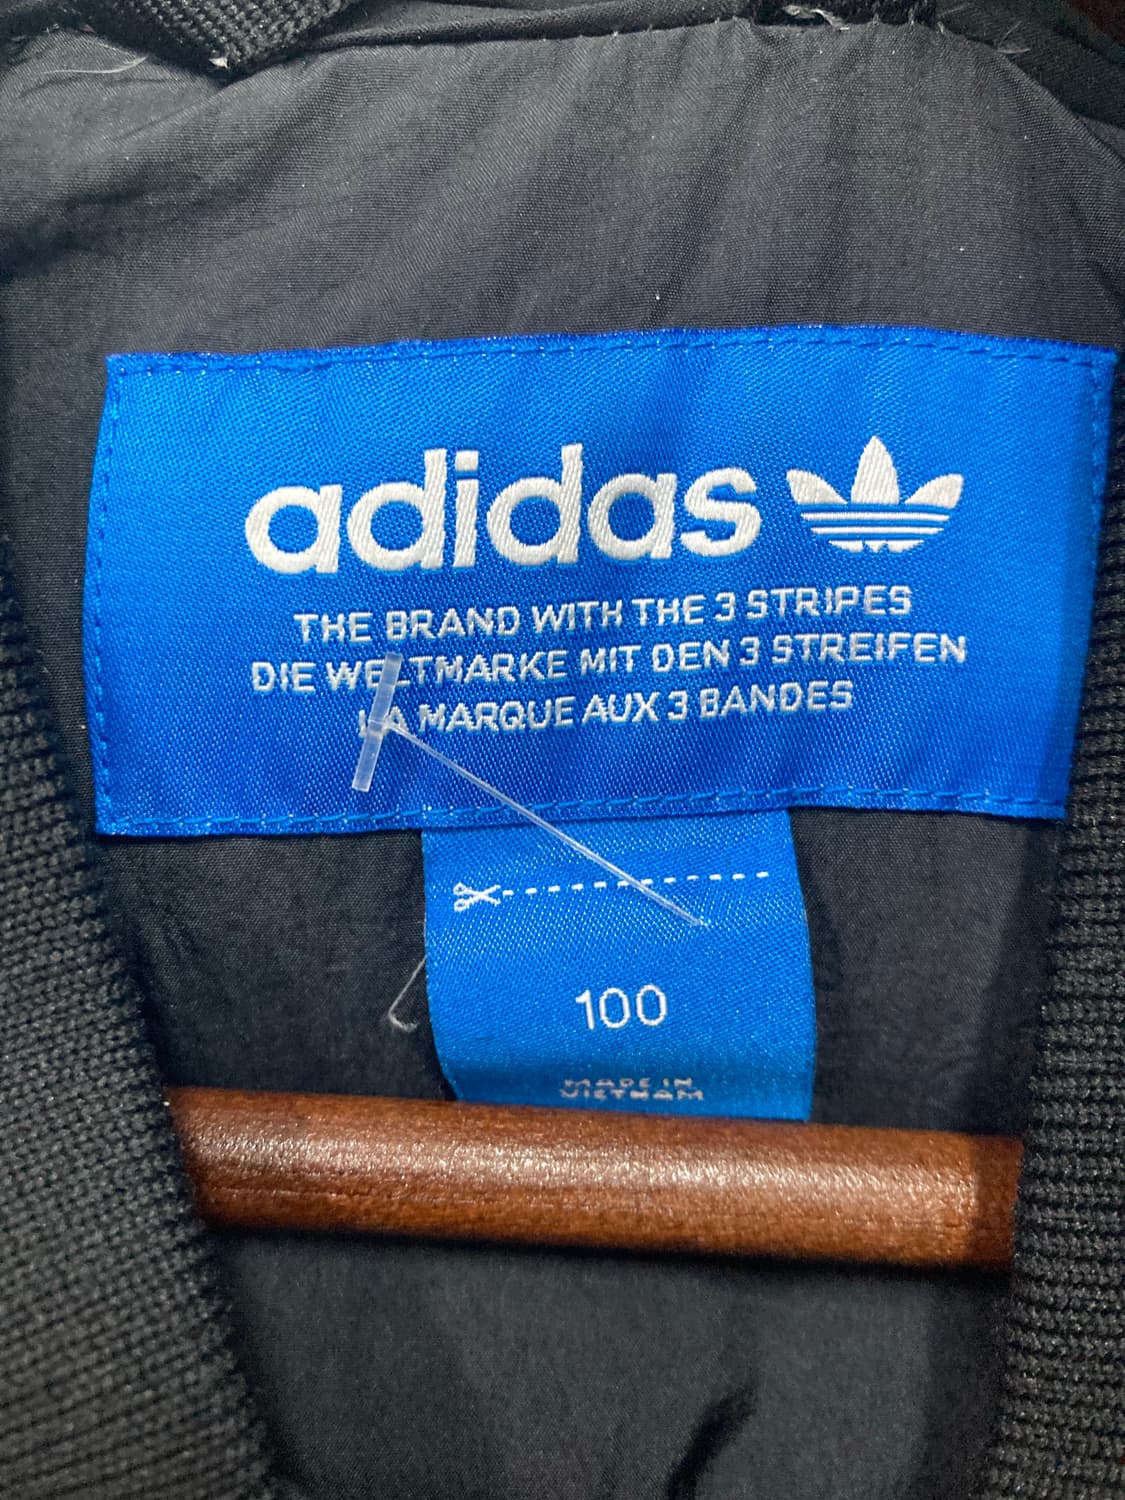 adidas
THE BRAND WITH THE 3 STRIPES
DIE WELTMARKE MIT DEN 3 STREIFEN
LA MARQUE AUX 3 BANDES
100
MADE IN
VIETNAM